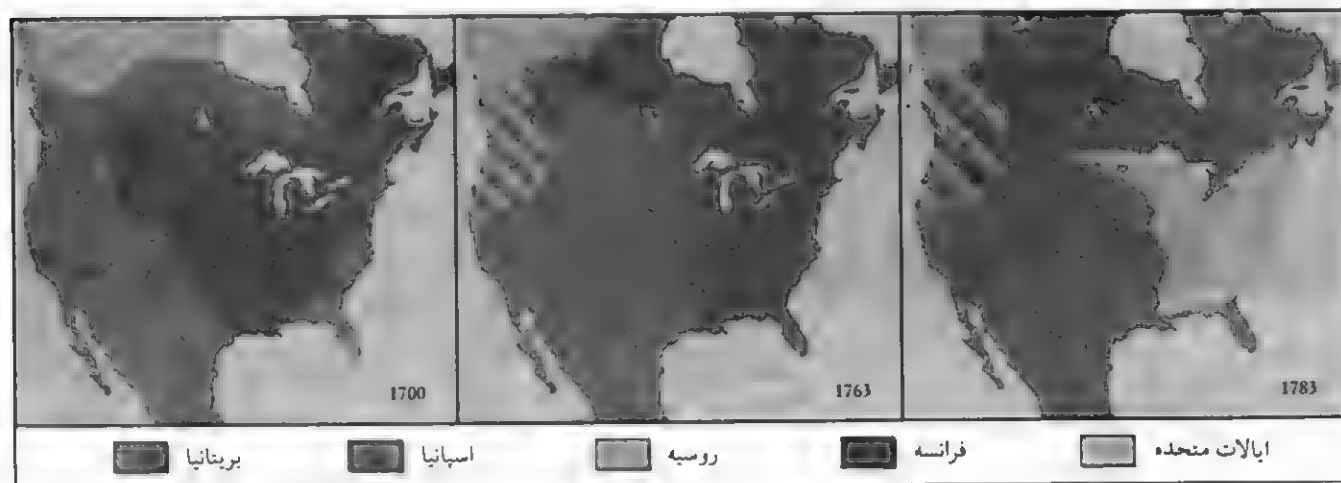 1700
1763
1783
ایالات متحده
فرانسه
روسیه
اسپانیا
بریتانیا